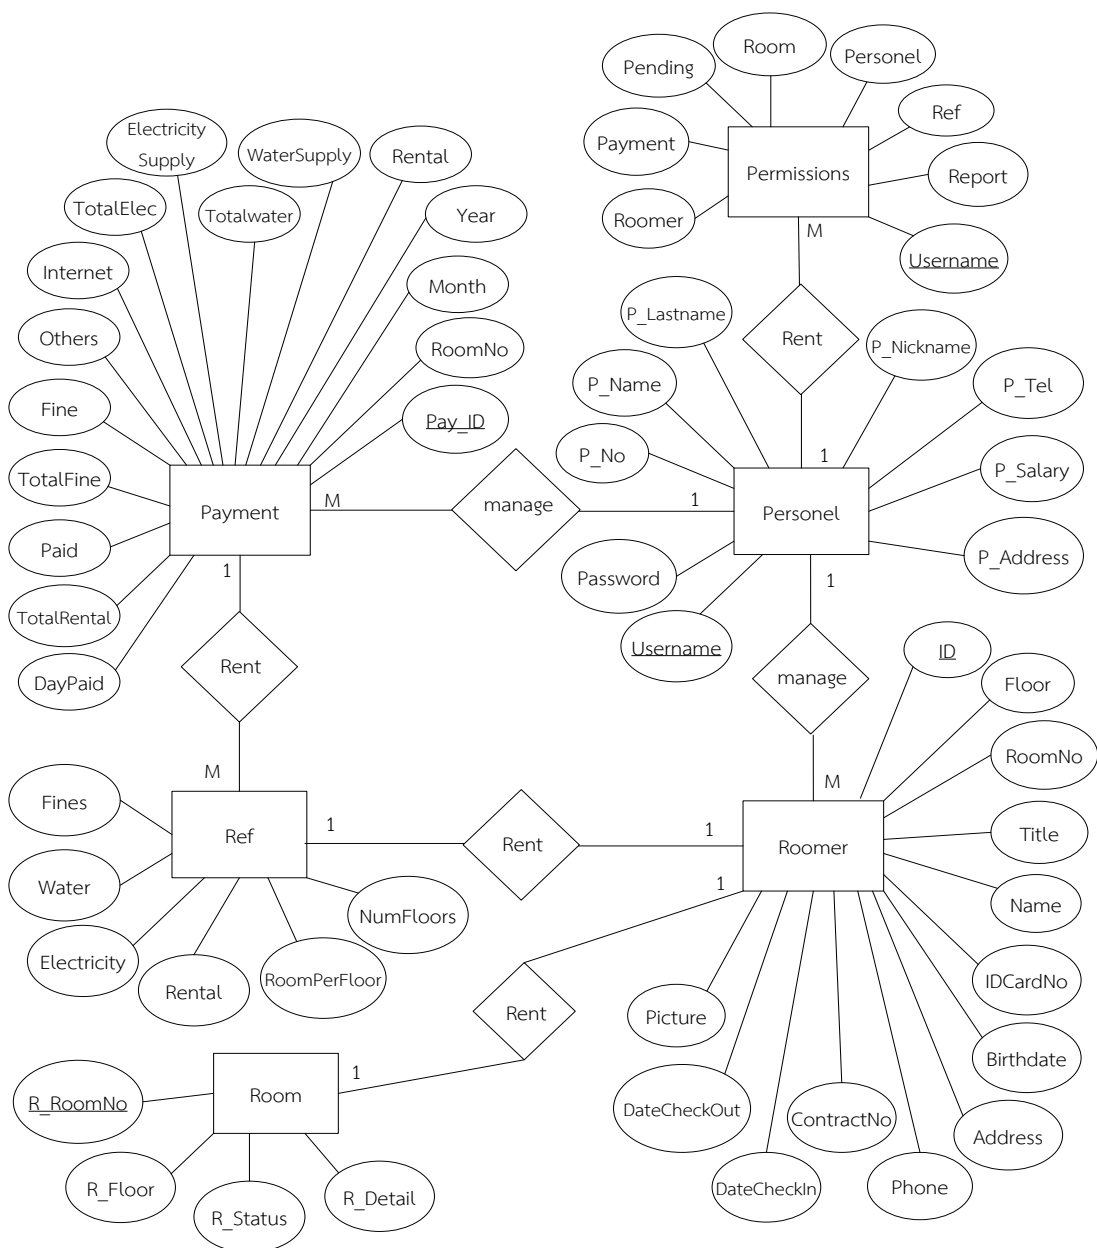 Room
Personel
Pending
Ref
Payment
Permissions
Report
Roomer
Username
M
Electricity
Supply
WaterSupply
Rental
TotalElec
Totalwater
Year
Internet
Month
Others
RoomNo
Fine
Pay_ID
TotalFine
Payment
M
Paid
1
TotalRental
DayPaid
manage
Rent
P_Lastname
P_Nickname
P_Name
P_Tel
P_No
1
P_Salary
1
Personel
P_Address
Password
1
Username
Rent
M
manage
ID
Floor
RoomNo
M
Fines
Ref
1
Rent
1
Roomer
Title
1
Water
NumFloors
Name
Electricity
Rental
RoomPerFloor
IDCardNo
Rent
Picture
Birthdate
1
Room
R_RoomNo
DateCheckOut
ContractNo
Address
R_Floor
R_Status
R_Detail
DateCheckIn
Phone